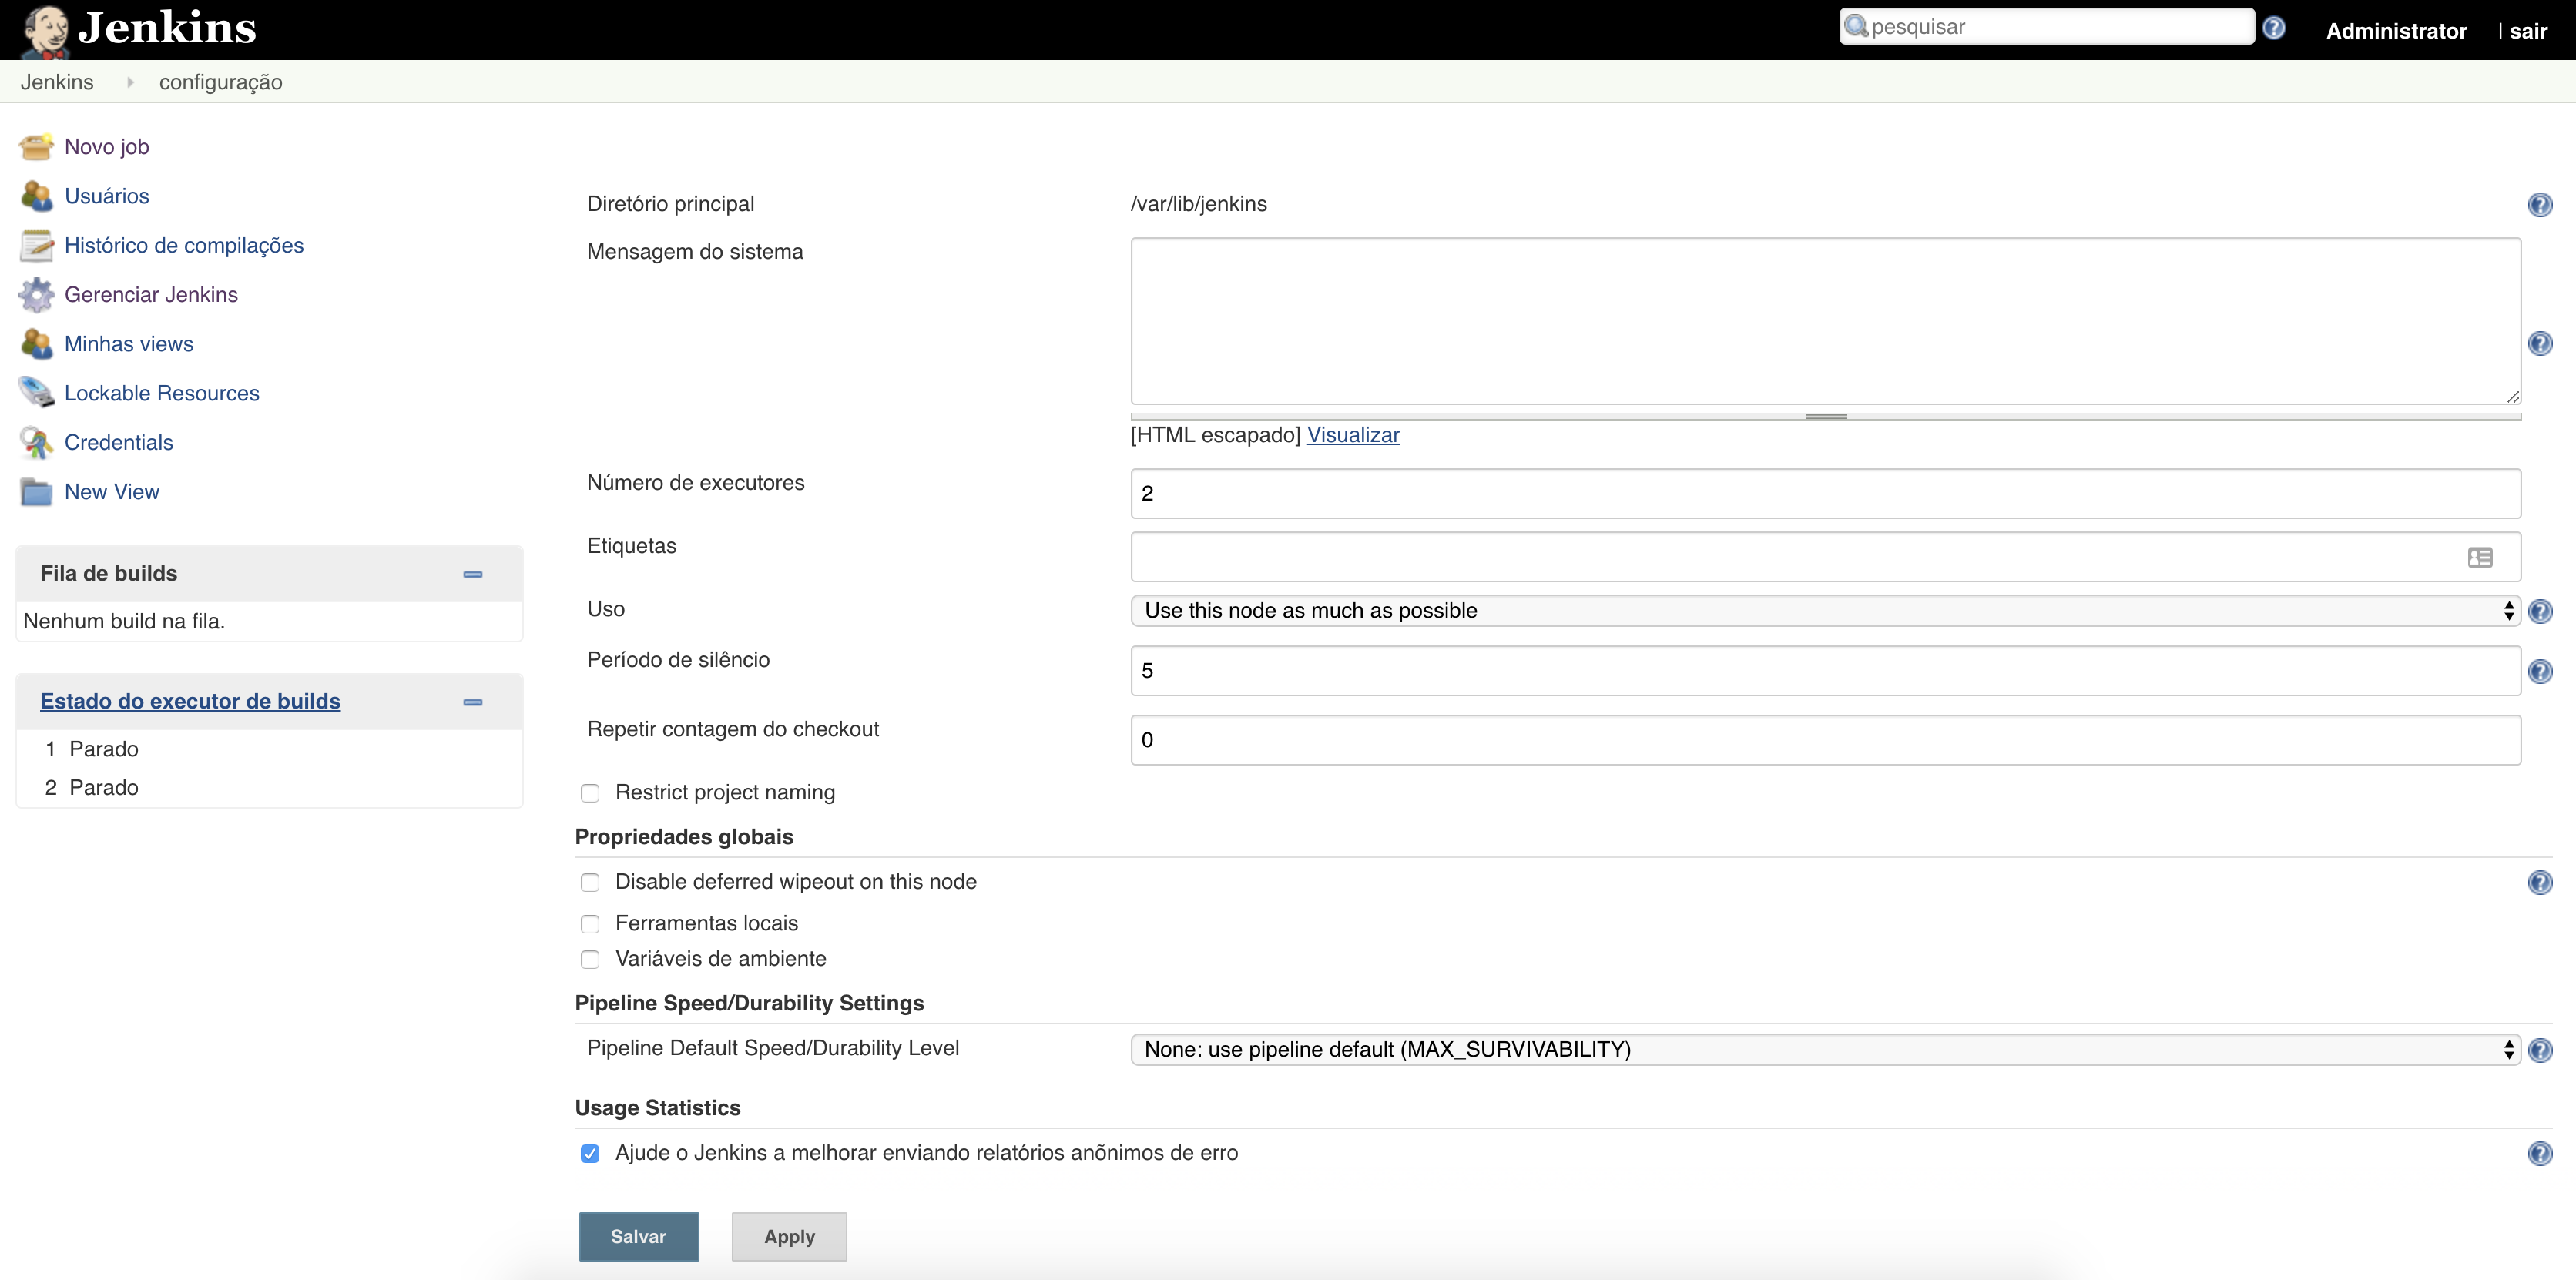 Jenkins
pesquisar
Administrator
| sair
Jenkins
configuração
Novo job
Usuários
Histórico de compilações
Gerenciar Jenkins
Minhas views
Lockable Resources
Credentials
New View
Fila de builds
Nenhum build na fila.
Estado do executor de builds
1 Parado
2 Parado
Diretório principal
/var/lib/jenkins
Mensagem do sistema
[HTML escapado] Visualizar
Número de executores
2
Etiquetas
Uso
Use this node as much as possible
Período de silêncio
5
Repetir contagem do checkout
0
Restrict project naming
Propriedades globais
Disable deferred wipeout on this node
Ferramentas locais
Variáveis de ambiente
Pipeline Speed/Durability Settings
Pipeline Default Speed/Durability Level
None: use pipeline default (MAX_SURVIVABILITY)
Usage Statistics
Ajude o Jenkins a melhorar enviando relatórios anõnimos de erro
Salvar
Apply